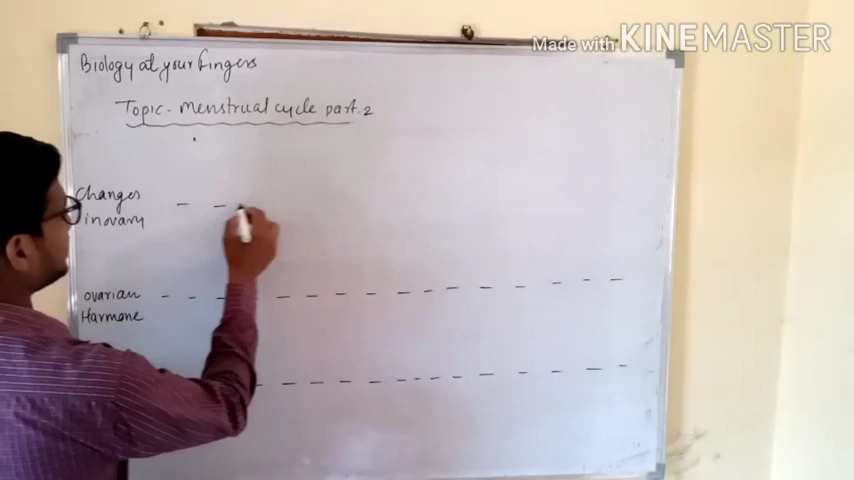 Made with KINEMASTER
Biology at your fingers
Topic - Menstrual cycle part-2
Changes
in ovary
ovarian
Harmone